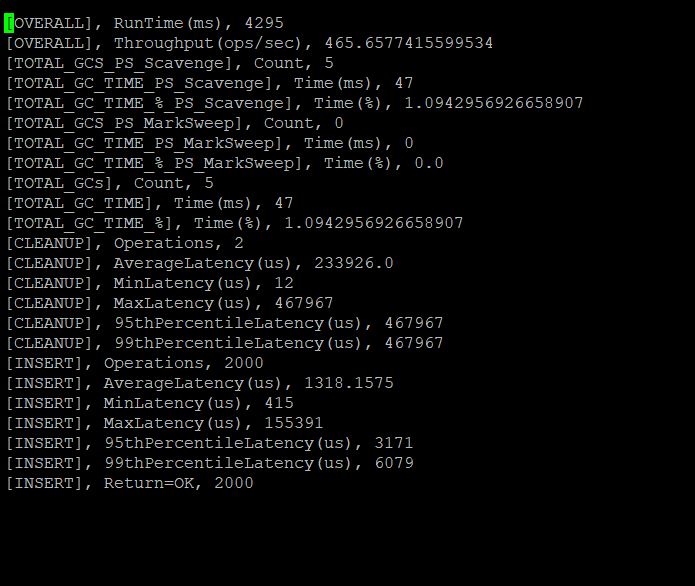 [OVERALL], RunTime(ms), 4295
[OVERALL], Throughput(ops/sec), 465.6577415599534
[TOTAL_GCS_PS_Scavenge], Count, 5
[TOTAL_GC_TIME_PS_Scavenge], Time(ms), 47
[TOTAL_GC_TIME_%_PS_Scavenge], Time(%), 1.0942956926658907
[TOTAL_GCS_PS_MarkSweep], Count, 0
[TOTAL_GC_TIME_PS_MarkSweep], Time(ms), 0
[TOTAL_GC_TIME_%_PS_MarkSweep], Time(%), 0.0
[TOTAL_GCs], Count, 5
[TOTAL_GC_TIME], Time(ms), 47
[TOTAL_GC_TIME_%], Time(%), 1.0942956926658907
[CLEANUP], Operations, 2
[CLEANUP], AverageLatency(us), 233926.0
[CLEANUP], MinLatency(us), 12
[CLEANUP], MaxLatency(us), 467967
[CLEANUP], 95thPercentileLatency(us), 467967
[CLEANUP], 99thPercentileLatency(us), 467967
[INSERT], Operations, 2000
[INSERT], AverageLatency(us), 1318.1575
[INSERT], MinLatency(us), 415
[INSERT], MaxLatency(us), 155391
[INSERT], 95thPercentileLatency(us), 3171
[INSERT], 99thPercentileLatency(us), 6079
[INSERT], Return=OK, 2000